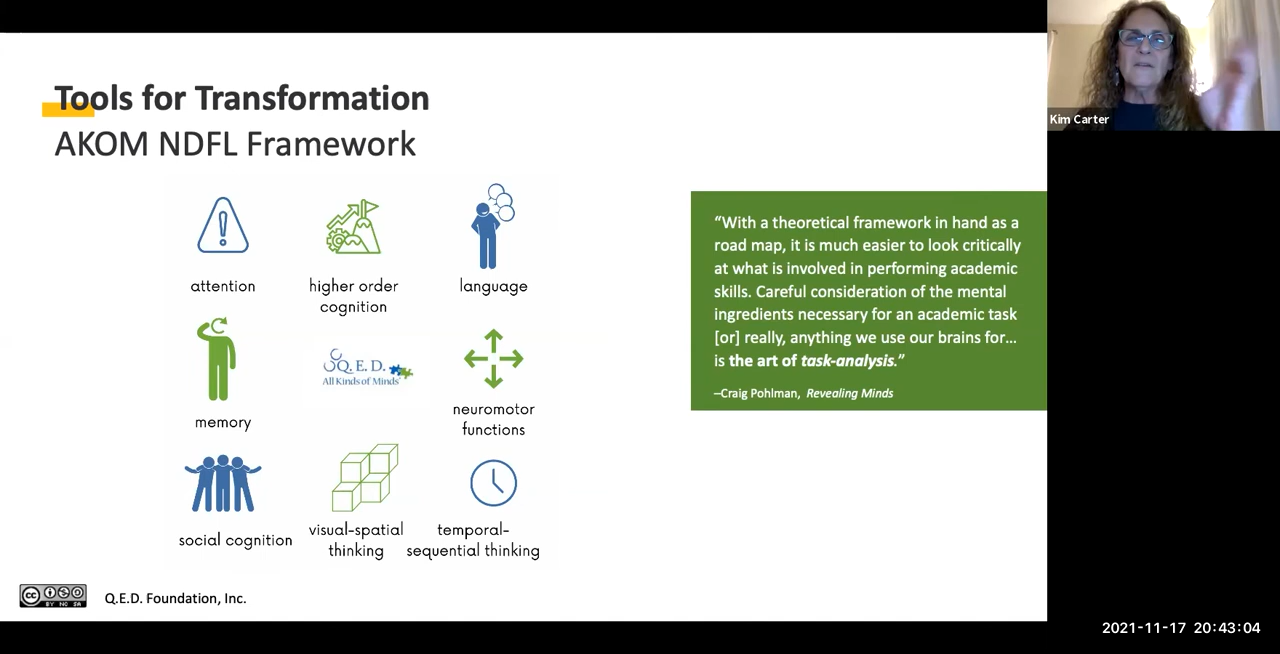 Tools for Transformation
AKOM NDFL Framework
attention
higher order
cognition
language
memory
Q.E.D.
All Kinds of Minds
neuromotor
functions
social cognition
visual-spatial
thinking
temporal-
sequential thinking
“With a theoretical framework in hand as a
road map, it is much easier to look critically
at what is involved in performing academic
skills. Careful consideration of the mental
ingredients necessary for an academic task
[or] really, anything we use our brains for...
is the art of task-analysis.”
–Craig Pohlman, Revealing Minds
Kim Carter
cc
BY NC SA
Q.E.D. Foundation, Inc.
2021-11-17 20:43:04